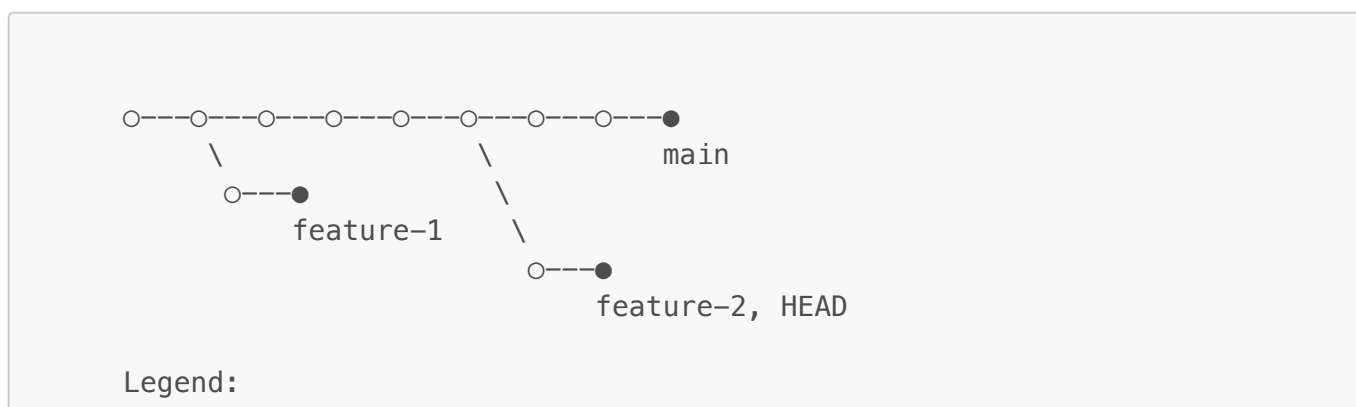 ○---○---○---○---○---○---○---○---●
\ \ main
○---● \
feature-1 \
○---●
feature-2, HEAD
Legend: